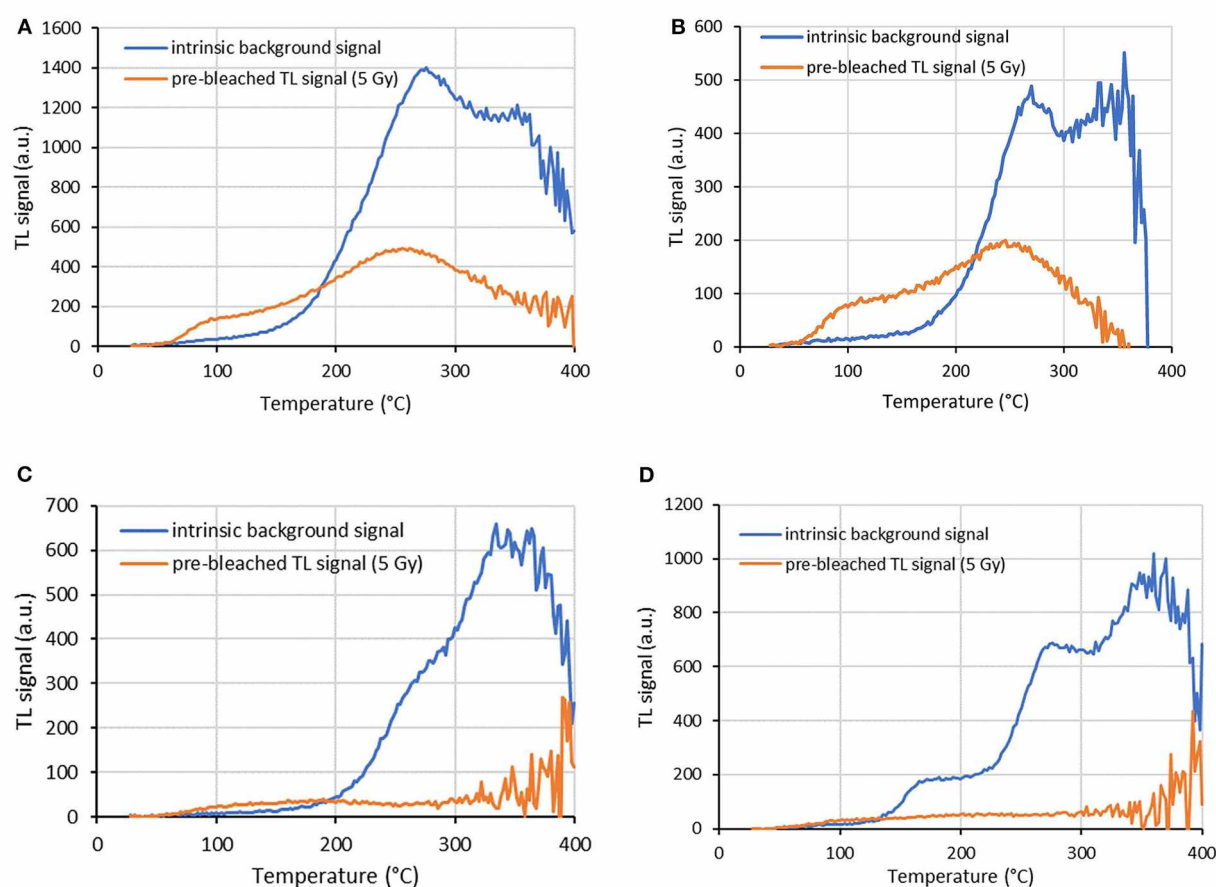 A
1600
1400
1200
1000
800
600
400
200
0
TL signal (a.u.)
intrinsic background signal
pre-bleached TL signal (5 Gy)
0
100
200
300
400
Temperature (°C)
B
600
500
400
300
200
100
0
TL signal (a.u.)
intrinsic background signal
pre-bleached TL signal (5 Gy)
0
100
200
300
400
Temperature (°C)
C
700
600
500
400
300
200
100
0
TL signal (a.u.)
intrinsic background signal
pre-bleached TL signal (5 Gy)
0
100
200
300
400
Temperature (°C)
D
1200
1000
800
600
400
200
0
TL signal (a.u.)
intrinsic background signal
pre-bleached TL signal (5 Gy)
0
100
200
300
400
Temperature (°C)